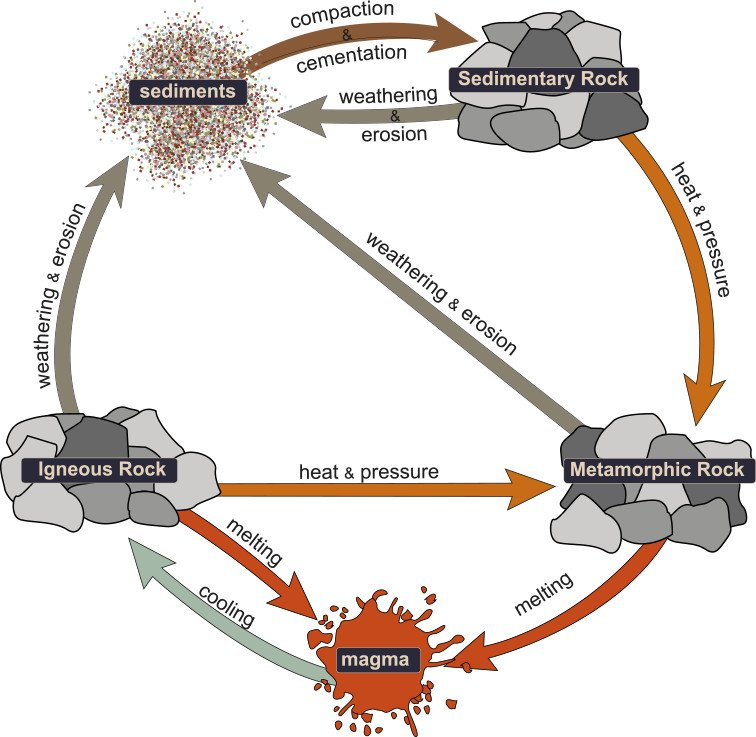 compaction
&
cementation
sediments
Sedimentary Rock
weathering
&
erosion
heat & pressure
weathering & erosion
weathering & erosion
Igneous Rock
heat & pressure
Metamorphic Rock
melting
cooling
melting
magma